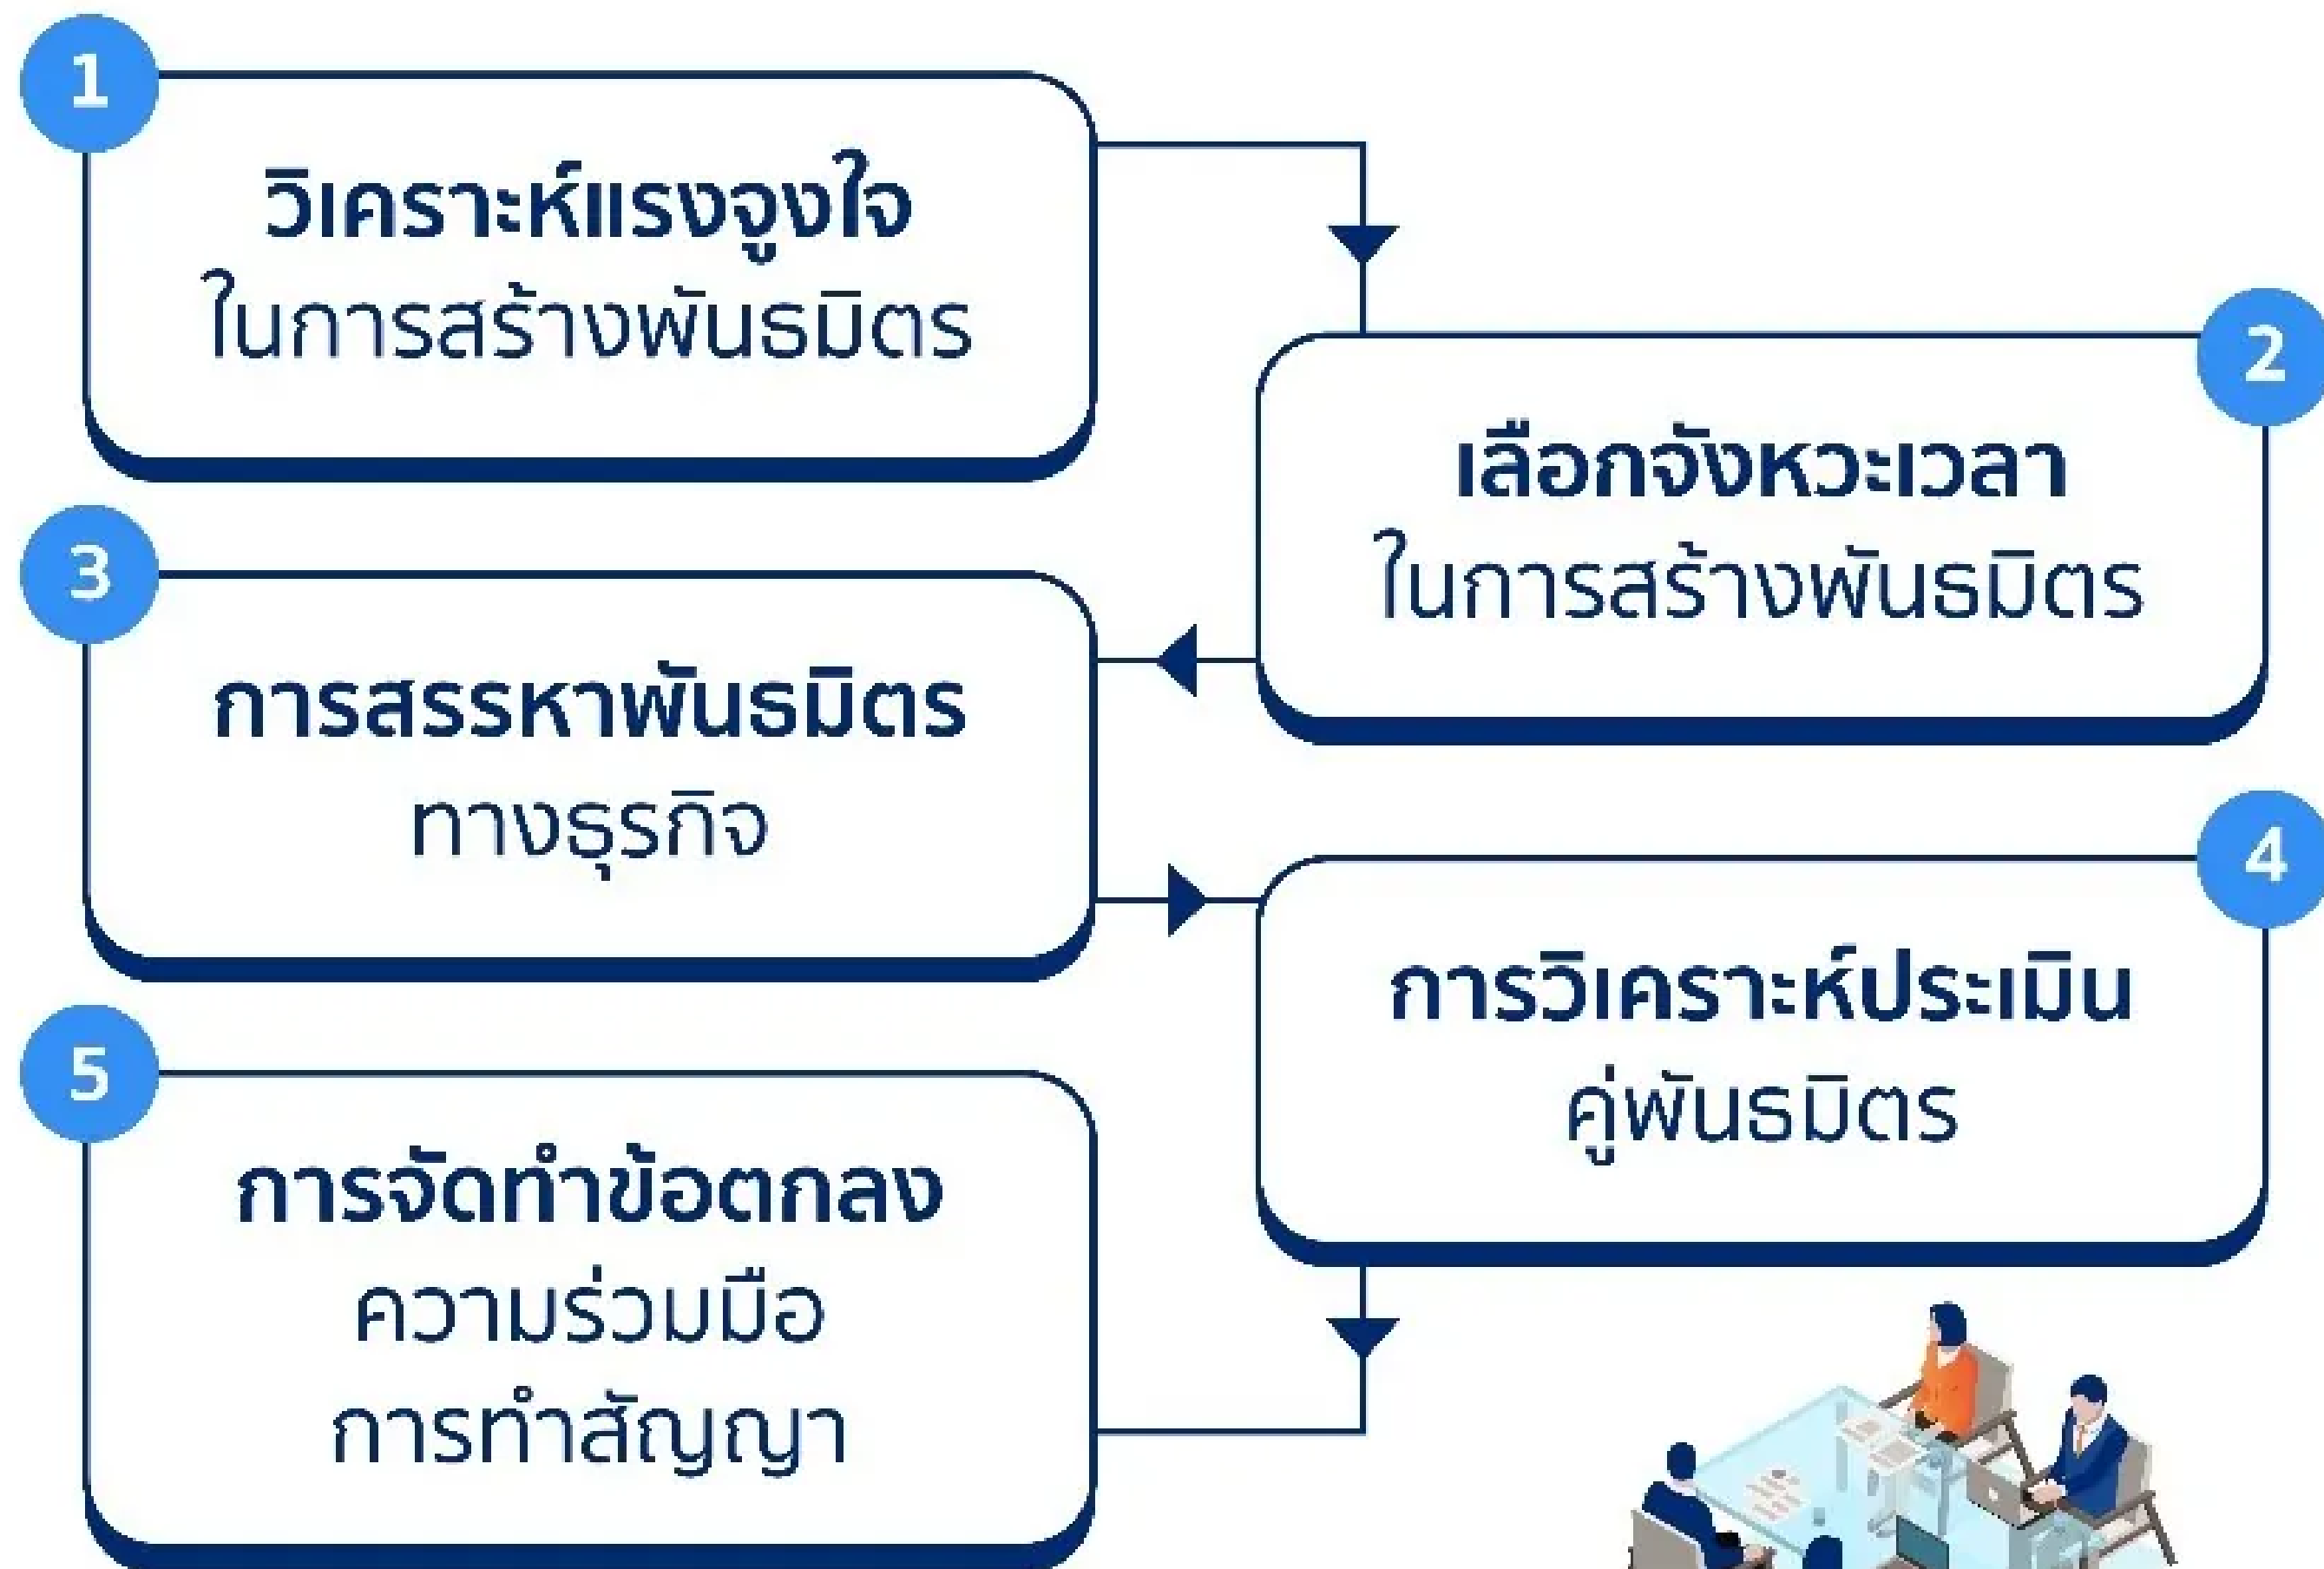 1
วิเคราะห์แรงจูงใจ
ในการสร้างพันธมิตร
2
เลือกจังหวะเวลา
ในการสร้างพันธมิตร
3
การสรรหาพันธมิตร
ทางธุรกิจ
4
การวิเคราะห์ประเมิน
คู่พันธมิตร
5
การจัดทำข้อตกลง
ความร่วมมือ
การทำสัญญา